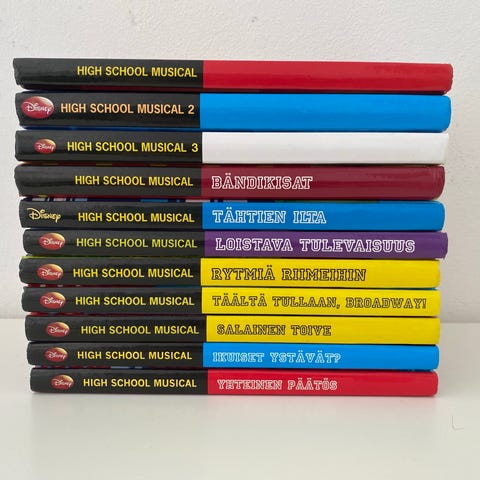 HIGH SCHOOL MUSICAL
Disney HIGH SCHOOL MUSICAL 2
Disney HIGH SCHOOL MUSICAL 3
Disney HIGH SCHOOL MUSICAL BÄNDIKISAT
Disney HIGH SCHOOL MUSICAL TÄHTIEN ILTA
Disney HIGH SCHOOL MUSICAL LOISTAVA TULEVAISUUS
Disney HIGH SCHOOL MUSICAL RYTMIÄ RIIMEIHIN
Disney HIGH SCHOOL MUSICAL TÄÄLTÄ TULLAAN, BROADWAY!
Disney HIGH SCHOOL MUSICAL SALAINEN TOIVE
Disney HIGH SCHOOL MUSICAL IKUISET YSTÄVÄT?
Disney HIGH SCHOOL MUSICAL YHTEINEN PÄÄTÖS